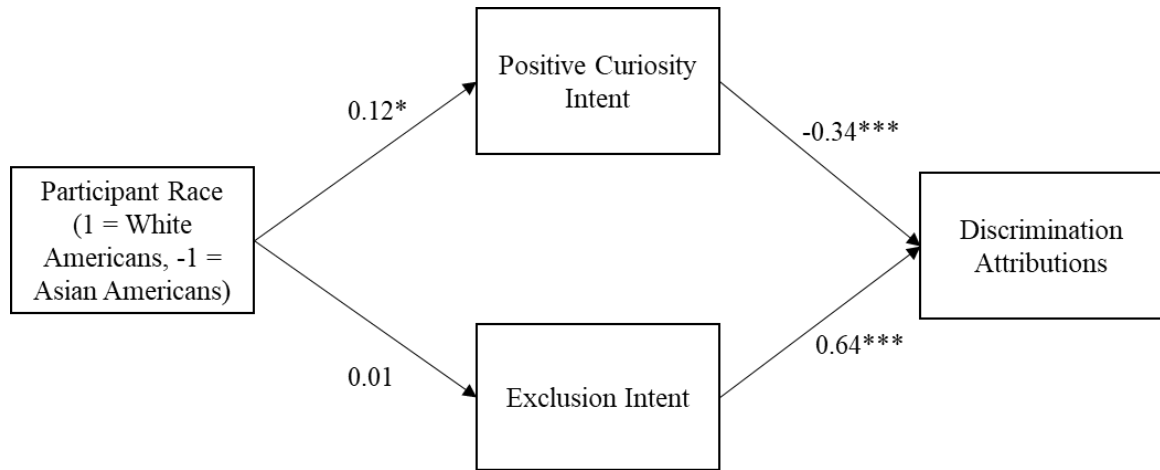 Positive Curiosity
Intent
0.12*
-0.34***
Participant Race
(1 = White
Americans, -1 =
Asian Americans)
Discrimination
Attributions
0.01
0.64***
Exclusion Intent